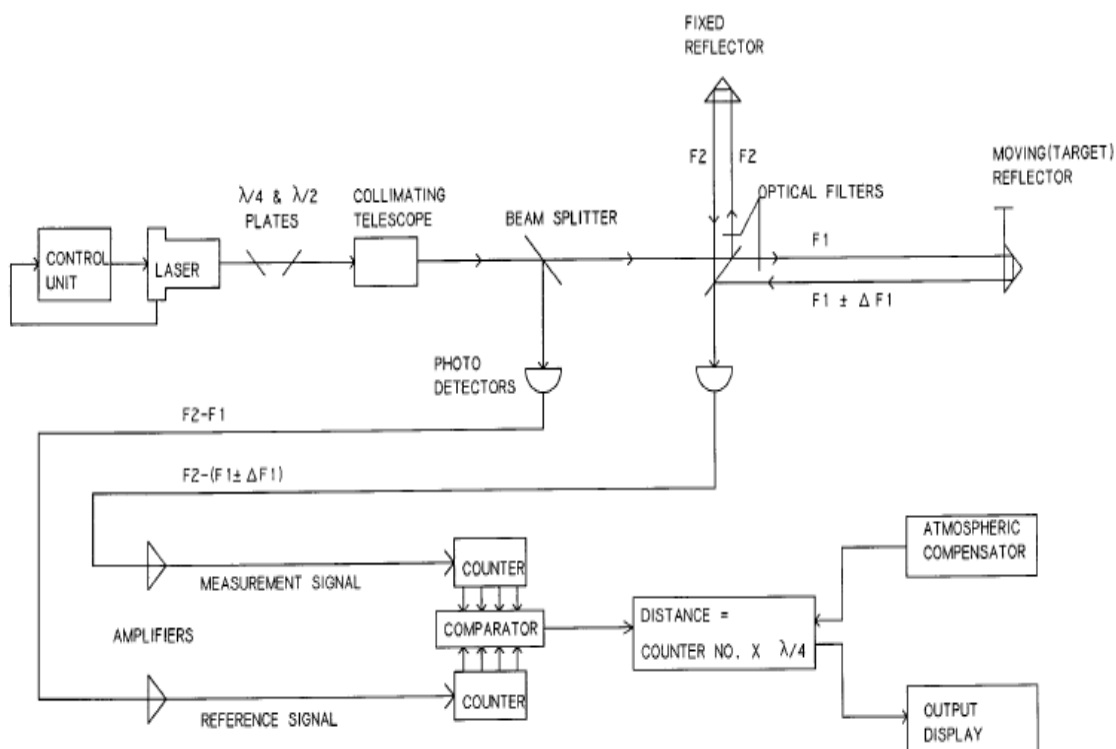 FIXED
REFLECTOR
F2
F2
MOVING(TARGET)
REFLECTOR
OPTICAL FILTERS
λ/4 & λ/2
PLATES
COLLIMATING
TELESCOPE
BEAM SPLITTER
F1
CONTROL
UNIT
LASER
F1 ± ΔF1
PHOTO
DETECTORS
F2-F1
F2-(F1± ΔF1)
ATMOSPHERIC
COMPENSATOR
COUNTER
MEASUREMENT SIGNAL
DISTANCE =
COUNTER NO. X λ/4
COMPARATOR
AMPLIFIERS
COUNTER
REFERENCE SIGNAL
OUTPUT
DISPLAY